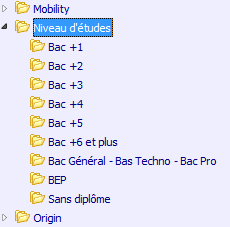 Mobility
Niveau d'études
Bac +1
Bac +2
Bac +3
Bac +4
Bac +5
Bac +6 et plus
Bac Général - Bas Techno - Bac Pro
BEP
Sans diplôme
Origin